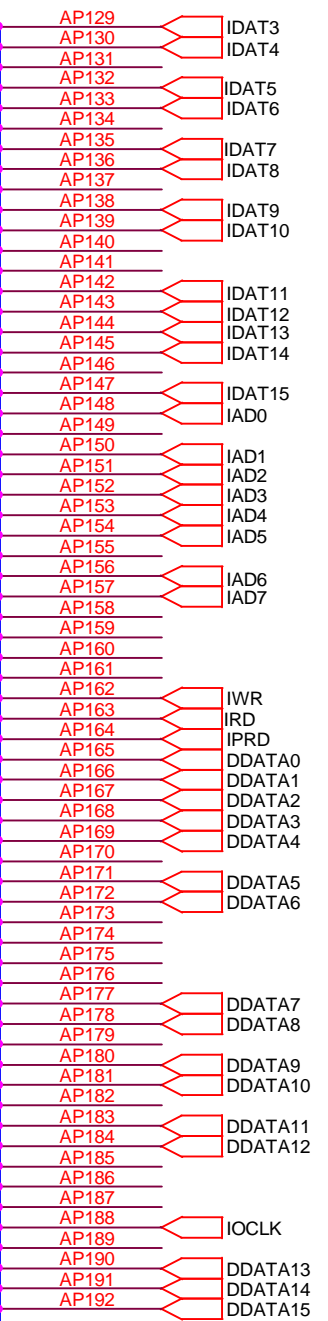 AP129 IDAT3
AP130 IDAT4
AP131
AP132 IDAT5
AP133 IDAT6
AP134
AP135 IDAT7
AP136 IDAT8
AP137
AP138 IDAT9
AP139 IDAT10
AP140
AP141
AP142 IDAT11
AP143 IDAT12
AP144 IDAT13
AP145 IDAT14
AP146
AP147 IDAT15
AP148 IAD0
AP149
AP150 IAD1
AP151 IAD2
AP152 IAD3
AP153 IAD4
AP154 IAD5
AP155
AP156 IAD6
AP157 IAD7
AP158
AP159
AP160
AP161
AP162 IWR
AP163 IRD
AP164 IPRD
AP165 DDATA0
AP166 DDATA1
AP167 DDATA2
AP168 DDATA3
AP169 DDATA4
AP170
AP171 DDATA5
AP172 DDATA6
AP173
AP174
AP175
AP176
AP177 DDATA7
AP178 DDATA8
AP179
AP180 DDATA9
AP181 DDATA10
AP182
AP183 DDATA11
AP184 DDATA12
AP185
AP186
AP187
AP188 IOCLK
AP189
AP190 DDATA13
AP191 DDATA14
AP192 DDATA15